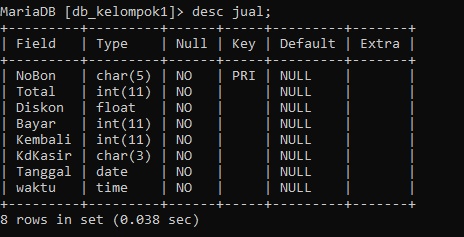 MariaDB [db_kelompok1]> desc jual;
+---------+---------+------+-----+---------+-------+
| Field   | Type    | Null | Key | Default | Extra |
+---------+---------+------+-----+---------+-------+
| NoBon   | char(5) | NO   | PRI | NULL    |       |
| Total   | int(11) | NO   |     | NULL    |       |
| Diskon  | float   | NO   |     | NULL    |       |
| Bayar   | int(11) | NO   |     | NULL    |       |
| Kembali | int(11) | NO   |     | NULL    |       |
| KdKasir | char(3) | NO   |     | NULL    |       |
| Tanggal | date    | NO   |     | NULL    |       |
| waktu   | time    | NO   |     | NULL    |       |
+---------+---------+------+-----+---------+-------+
8 rows in set (0.038 sec)